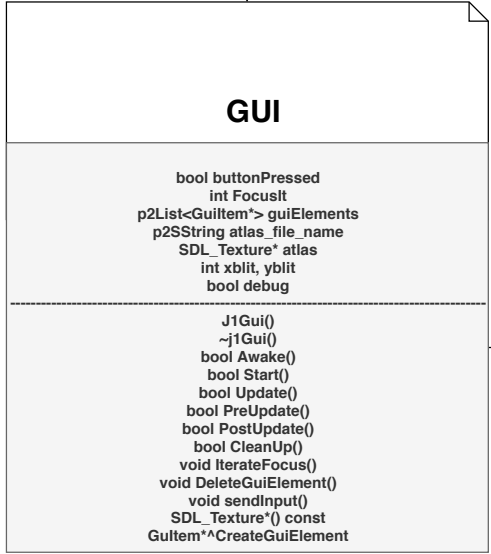 GUI
bool buttonPressed
int FocusIt
p2List<GuiItem*> guiElements
p2SString atlas_file_name
SDL_Texture* atlas
int xblit, yblit
bool debug
J1Gui()
~j1Gui()
bool Awake()
bool Start()
bool Update()
bool PreUpdate()
bool PostUpdate()
bool CleanUp()
void IterateFocus()
void DeleteGuiElement()
void sendInput()
SDL_Texture*() const
GuItem*^CreateGuiElement